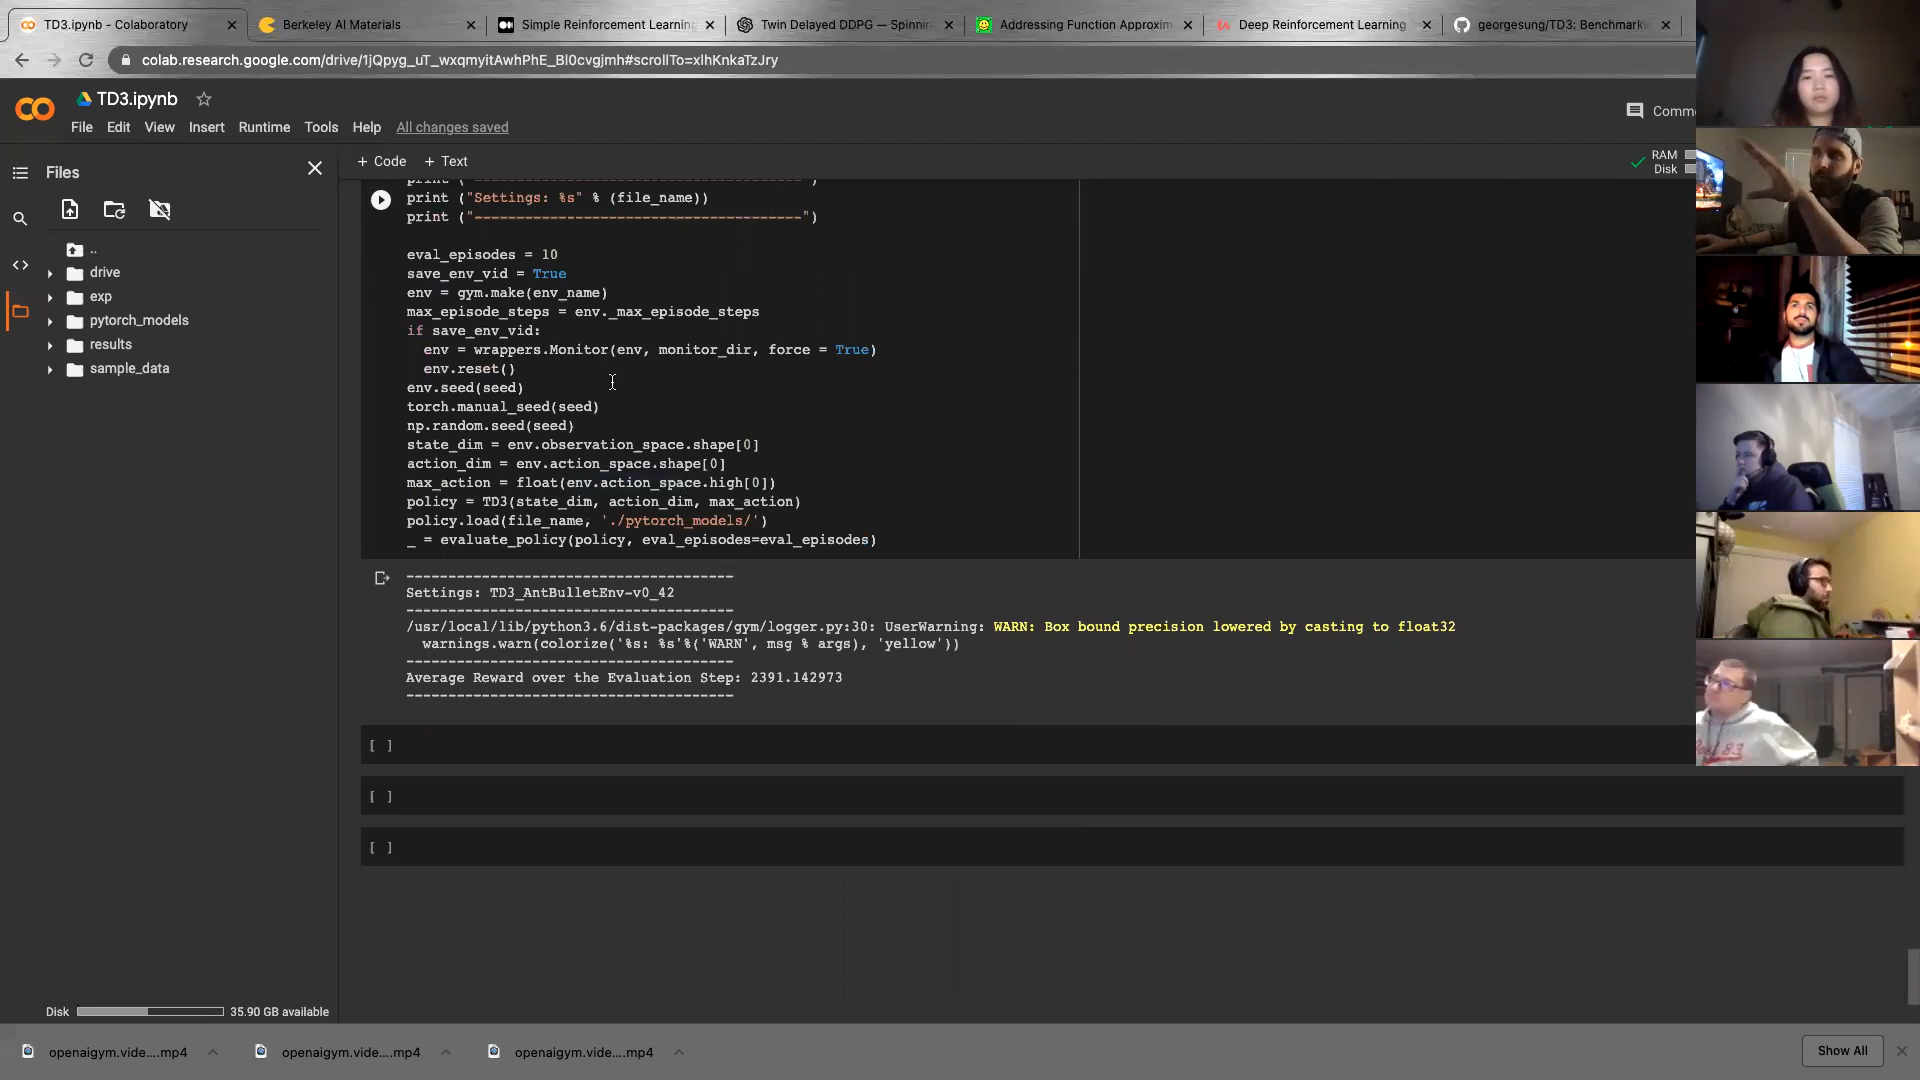 TD3.ipynb - Colaboratory
Berkeley AI Materials
Simple Reinforcement Learning
Twin Delayed DDPG — Spinnin
Addressing Function Approxim
Deep Reinforcement Learning
georgesung/TD3: Benchmarki
colab.research.google.com/drive/1jQpyg_uT_wxqmyitAwhPhE_Bl0cvgjmh#scrollTo=xlhKnkaTzJry
TD3.ipynb
File Edit View Insert Runtime Tools Help All changes saved
Comme
Files
+ Code + Text
RAM
Disk
..
drive
exp
pytorch_models
results
sample_data
print ("Settings: %s" % (file_name))
print ("---------------------------------------")
eval_episodes = 10
save_env_vid = True
env = gym.make(env_name)
max_episode_steps = env._max_episode_steps
if save_env_vid:
env = wrappers.Monitor(env, monitor_dir, force = True)
env.reset()
env.seed(seed)
torch.manual_seed(seed)
np.random.seed(seed)
state_dim = env.observation_space.shape[0]
action_dim = env.action_space.shape[0]
max_action = float(env.action_space.high[0])
policy = TD3(state_dim, action_dim, max_action)
policy.load(file_name, './pytorch_models/')
_ = evaluate_policy(policy, eval_episodes=eval_episodes)
---------------------------------------
Settings: TD3_AntBulletEnv-v0_42
---------------------------------------
/usr/local/lib/python3.6/dist-packages/gym/logger.py:30: UserWarning: WARN: Box bound precision lowered by casting to float32
warnings.warn(colorize('%s: %s'%('WARN', msg % args), 'yellow'))
---------------------------------------
Average Reward over the Evaluation Step: 2391.142973
---------------------------------------
[ ]
[ ]
[ ]
Disk 35.90 GB available
openaigym.vide....mp4
openaigym.vide....mp4
openaigym.vide....mp4
Show All